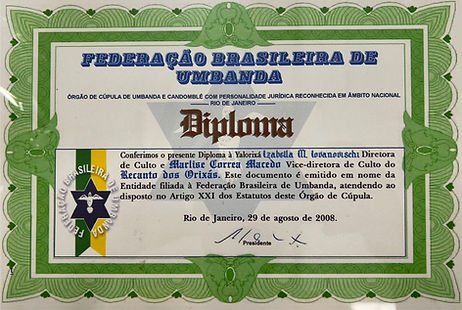 FEDERAÇÃO BRASILEIRA DE
UMBANDA
ÓRGÃO DE CÚPULA DE UMBANDA E CANDOMBLÉ COM PERSONALIDADE JURÍDICA RECONHECIDA EM ÂMBITO NACIONAL
RIO DE JANEIRO
Diploma
Conferimos o presente Diploma à Yalorixá Izabella M. Diretora
de Culto e Marlise Correa Macedo Vice-diretora de Culto do
Recanto dos Orixás. Este documento é emitido em nome da
Entidade filiada à Federação Brasileira de Umbanda, atendendo ao
disposto no Artigo XXI dos Estatutos deste Órgão de Cúpula.
FEDERAÇÃO BRASILEIRA DE UMBANDA
Rio de Janeiro, 29 de agosto de 2008.
Presidente